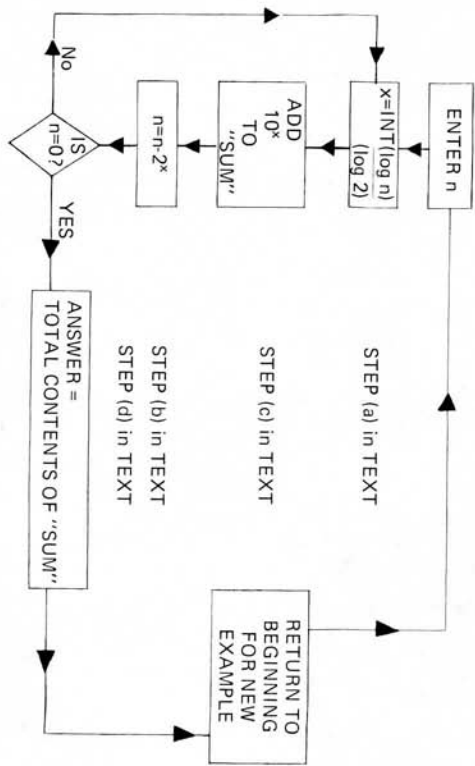 ENTER n
x=INT(log n)
(log 2)
STEP (a) in TEXT
ADD
10ˣ
TO
"SUM"
STEP (c) in TEXT
n=n-2ˣ
STEP (b) in TEXT
STEP (d) in TEXT
IS
n=0?
No
YES
ANSWER =
TOTAL CONTENTS OF "SUM"
RETURN TO
BEGINNING
FOR NEW
EXAMPLE